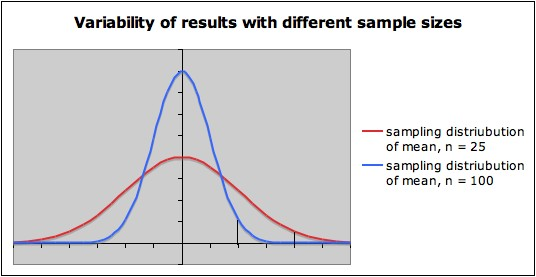 Variability of results with different sample sizes
sampling distriubution
of mean, n = 25
sampling distriubution
of mean, n = 100